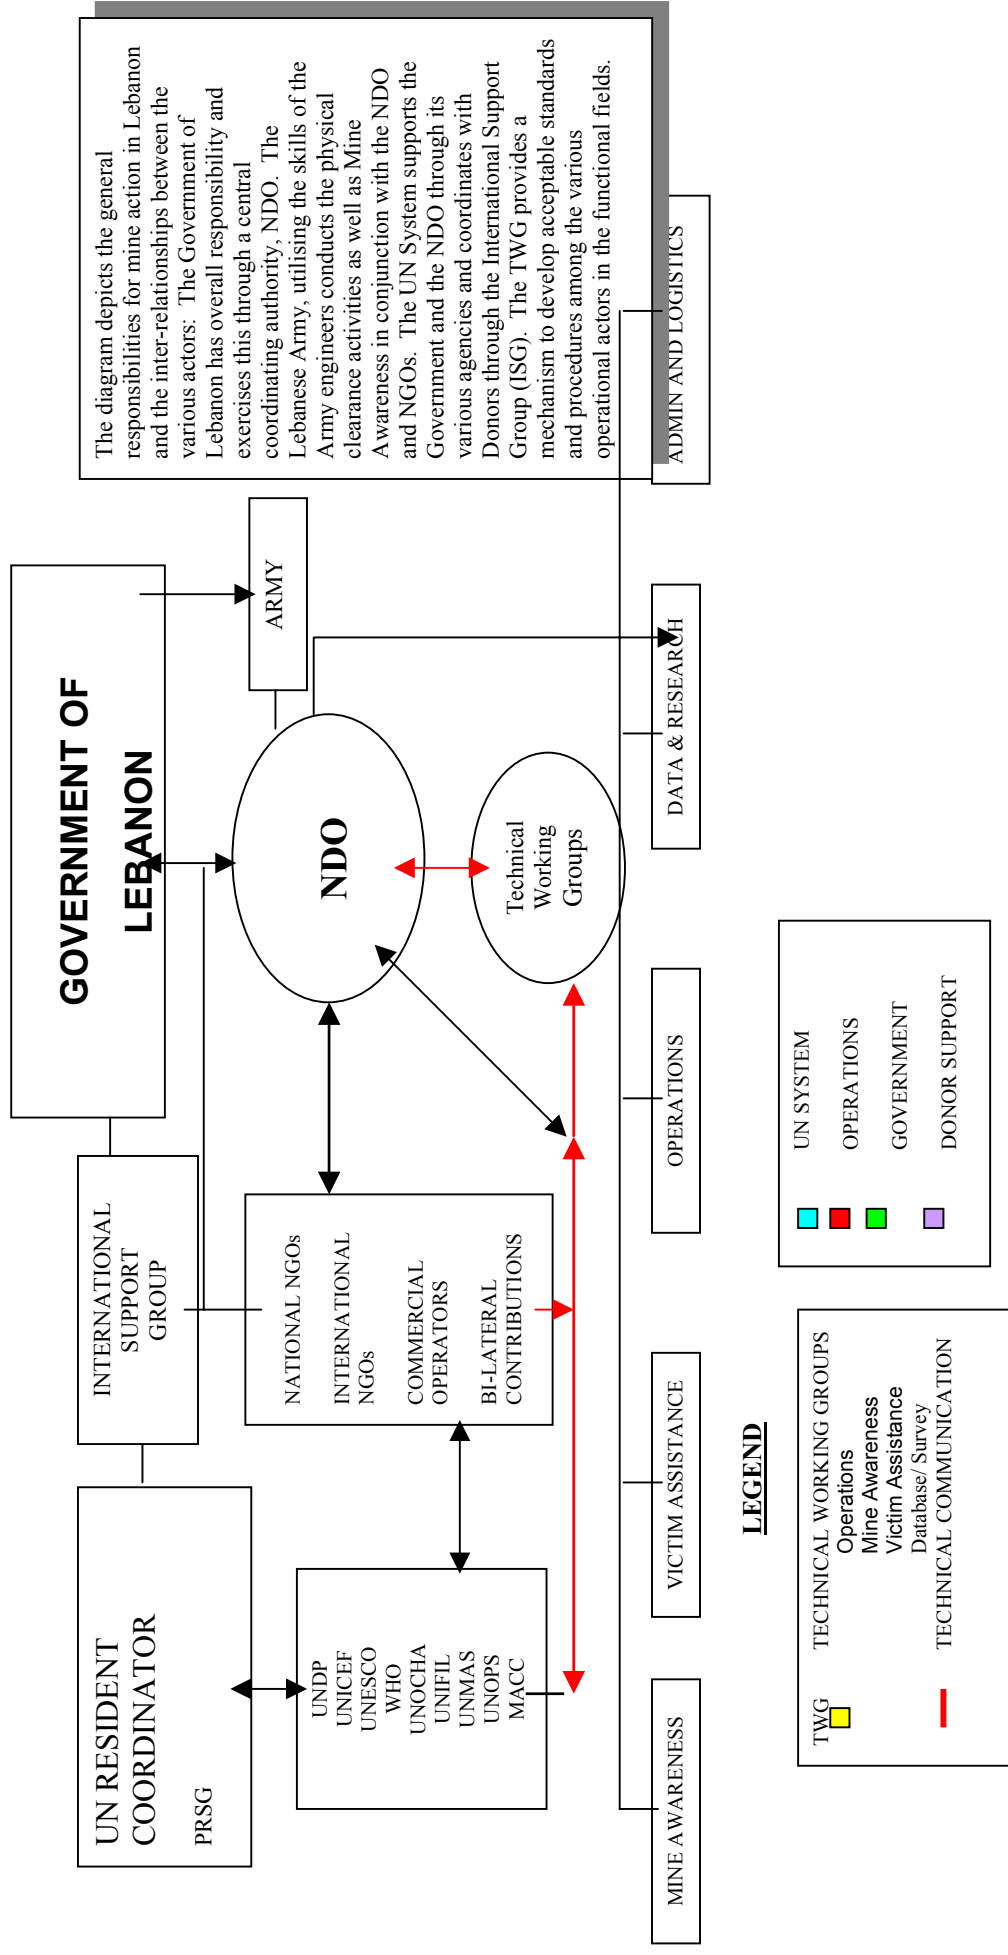 GOVERNMENT OF
LEBANON
The diagram depicts the general
responsibilities for mine action in Lebanon
and the inter-relationships between the
various actors: The Government of
Lebanon has overall responsibility and
exercises this through a central
coordinating authority, NDO. The
Lebanese Army, utilising the skills of the
Army engineers conducts the physical
clearance activities as well as Mine
Awareness in conjunction with the NDO
and NGOs. The UN System supports the
Government and the NDO through its
various agencies and coordinates with
Donors through the International Support
Group (ISG). The TWG provides a
mechanism to develop acceptable standards
and procedures among the various
operational actors in the functional fields.
UN RESIDENT
COORDINATOR
PRSG
INTERNATIONAL
SUPPORT
GROUP
ARMY
NDO
UNDP
UNICEF
UNESCO
WHO
UNOCHA
UNIFIL
UNMAS
UNOPS
MACC
NATIONAL NGOs
INTERNATIONAL
NGOs
COMMERCIAL
OPERATORS
BI-LATERAL
CONTRIBUTIONS
Technical
Working
Groups
MINE AWARENESS
VICTIM ASSISTANCE
OPERATIONS
DATA & RESEARCH
ADMIN AND LOGISTICS
LEGEND
TWG TECHNICAL WORKING GROUPS
Operations
Mine Awareness
Victim Assistance
Database/ Survey
TECHNICAL COMMUNICATION
UN SYSTEM
OPERATIONS
GOVERNMENT
DONOR SUPPORT